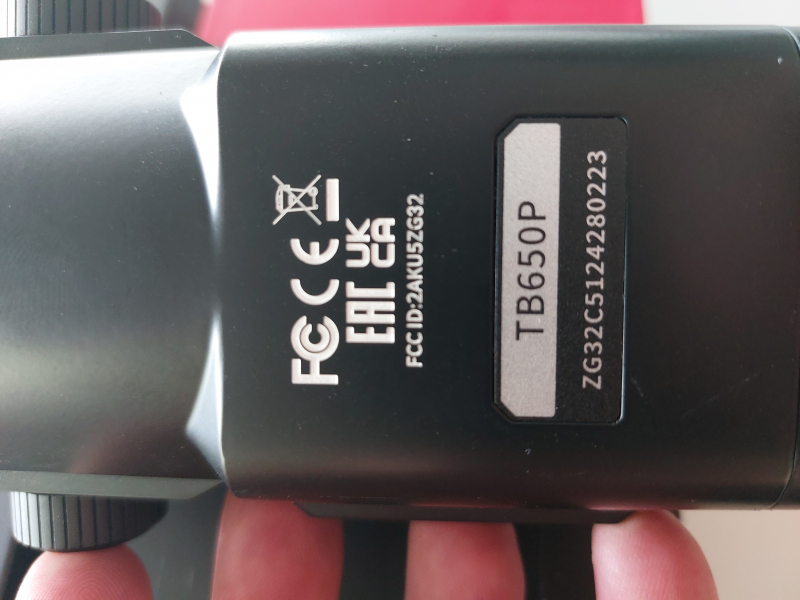 FC CE
EAC UK
CA
FCC ID:2AKU5ZG32
TB650P
ZG32C5124280223